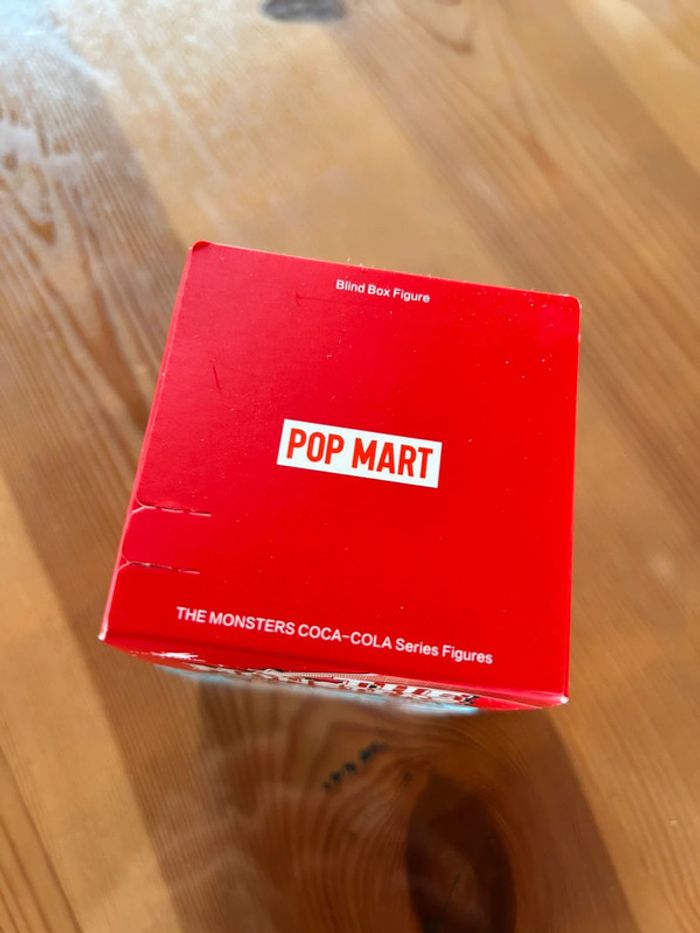 Blind Box Figure
POP MART
THE MONSTERS COCA-COLA Series Figures